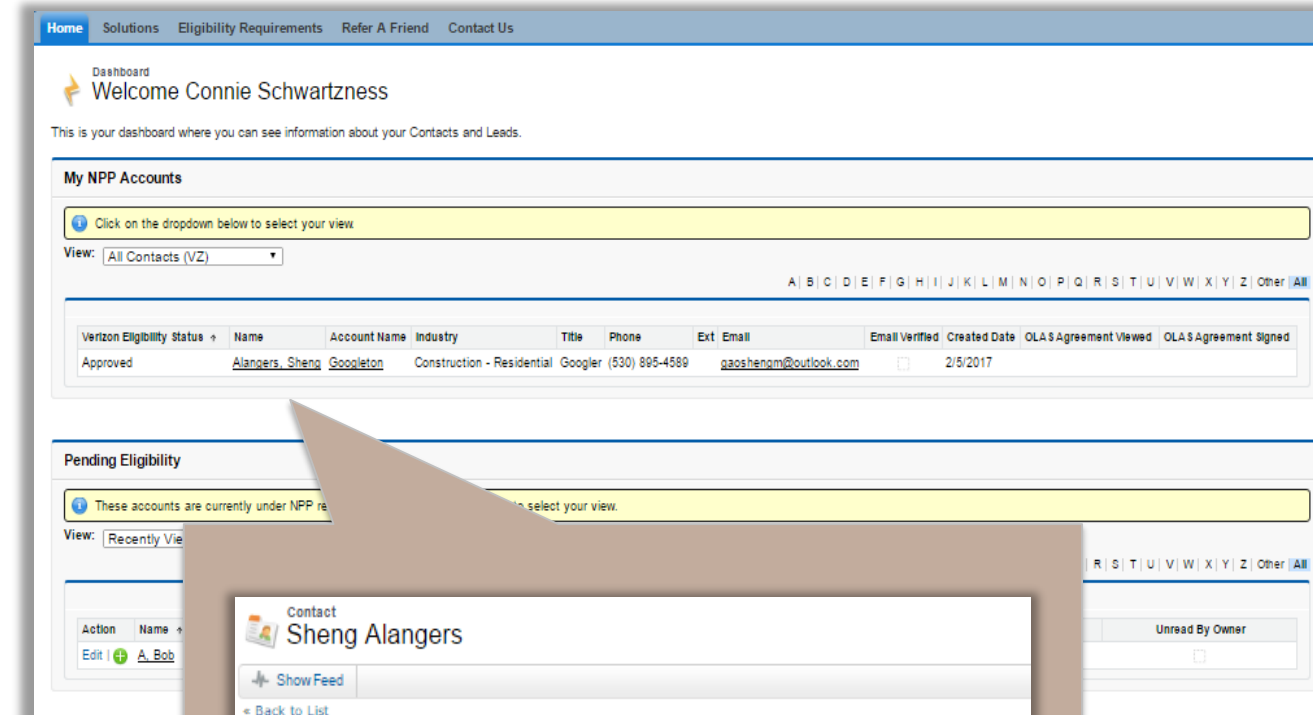 Home Solutions Eligibility Requirements Refer A Friend Contact Us
Dashboard
Welcome Connie Schwartzness
This is your dashboard where you can see information about your Contacts and Leads.
My NPP Accounts
Click on the dropdown below to select your view.
View: All Contacts (VZ)
A | B | C | D | E | F | G | H | I | J | K | L | M | N | O | P | Q | R | S | T | U | V | W | X | Y | Z | Other All
Verizon Eligibility Status Name Account Name Industry Title Phone Ext Email Email Verified Created Date OLAS Agreement Viewed OLAS Agreement Signed
Approved Alangers, Sheng Googleton Construction - Residential Googler (530) 895-4589 gaoshengm@outlook.com 2/5/2017
Pending Eligibility
These accounts are currently under NPP select your view.
View: Recently
R | S | T | U | V | W | X | Y | Z | Other All
Action Name Unread By Owner
Edit | A, Bob
Contact
Sheng Alangers
Show Feed
« Back to List